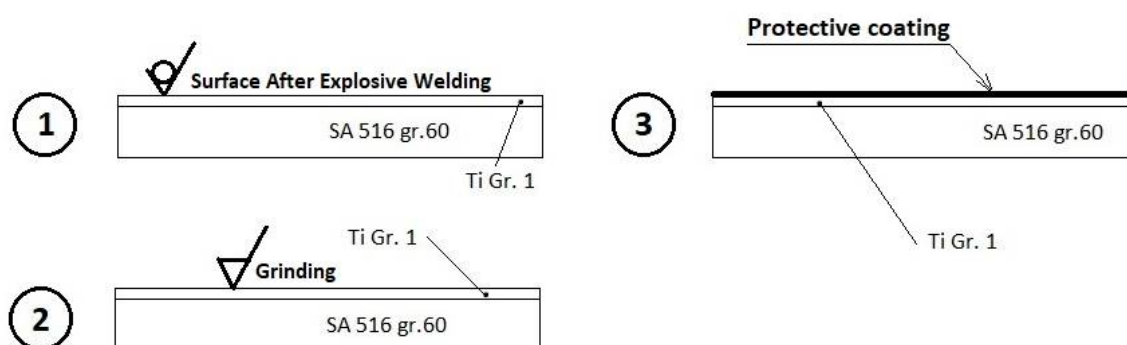 1
Surface After Explosive Welding
SA 516 gr.60
Ti Gr. 1
2
Ti Gr. 1
Grinding
SA 516 gr.60
3
Protective coating
SA 516 gr.60
Ti Gr. 1